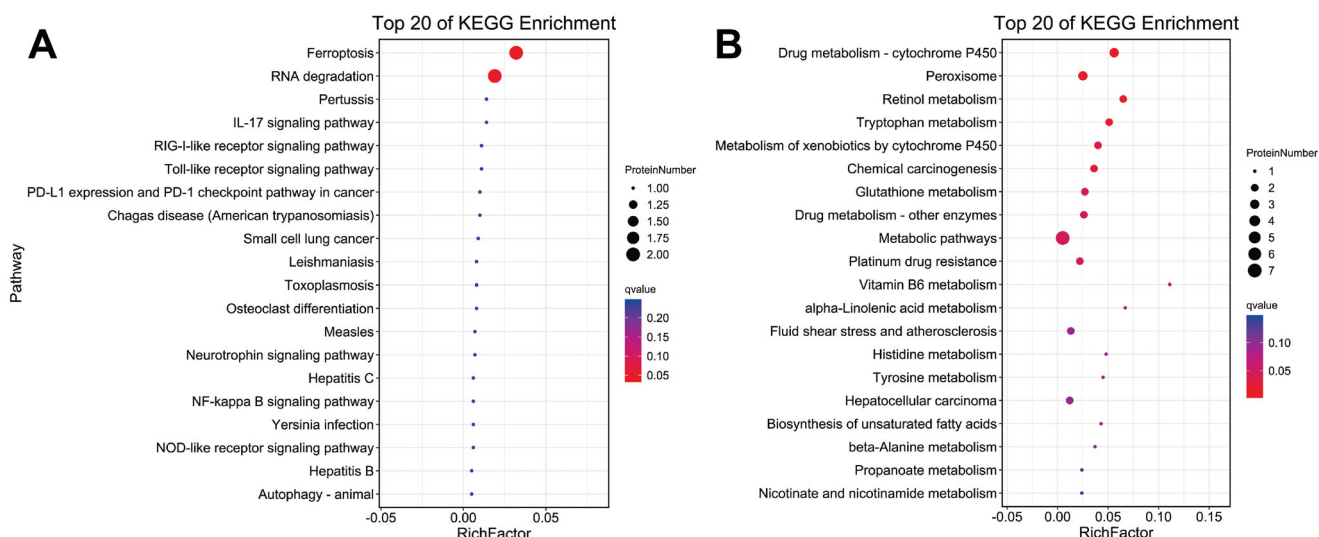 A
Top 20 of KEGG Enrichment
Pathway
Ferroptosis
RNA degradation
Pertussis
IL-17 signaling pathway
RIG-I-like receptor signaling pathway
Toll-like receptor signaling pathway
PD-L1 expression and PD-1 checkpoint pathway in cancer
Chagas disease (American trypanosomiasis)
Small cell lung cancer
Leishmaniasis
Toxoplasmosis
Osteoclast differentiation
Measles
Neurotrophin signaling pathway
Hepatitis C
NF-kappa B signaling pathway
Yersinia infection
NOD-like receptor signaling pathway
Hepatitis B
Autophagy - animal
-0.05 0.00 0.05
RichFactor
ProteinNumber
1.00
1.25
1.50
1.75
2.00
qvalue
0.20
0.15
0.10
0.05
B
Top 20 of KEGG Enrichment
Drug metabolism - cytochrome P450
Peroxisome
Retinol metabolism
Tryptophan metabolism
Metabolism of xenobiotics by cytochrome P450
Chemical carcinogenesis
Glutathione metabolism
Drug metabolism - other enzymes
Metabolic pathways
Platinum drug resistance
Vitamin B6 metabolism
alpha-Linolenic acid metabolism
Fluid shear stress and atherosclerosis
Histidine metabolism
Tyrosine metabolism
Hepatocellular carcinoma
Biosynthesis of unsaturated fatty acids
beta-Alanine metabolism
Propanoate metabolism
Nicotinate and nicotinamide metabolism
-0.05 0.00 0.05 0.10 0.15
RichFactor
ProteinNumber
1
2
3
4
5
6
7
qvalue
0.10
0.05